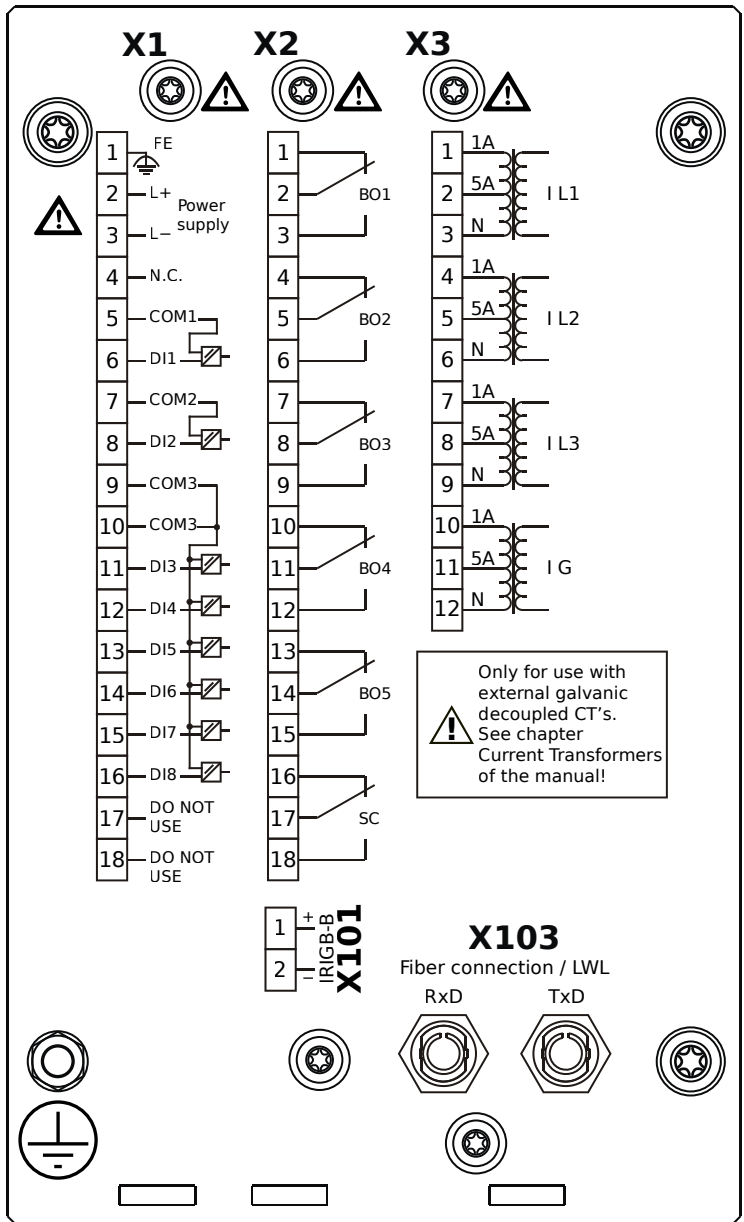 X1 X2 X3
1 FE
2 L+
Power
supply
3 L−
4 N.C.
5 COM1
6 DI1
7 COM2
8 DI2
9 COM3
10 COM3
11 DI3
12 DI4
13 DI5
14 DI6
15 DI7
16 DI8
17 DO NOT
USE
18 DO NOT
USE
1
2 BO1
3
4
5 BO2
6
7
8 BO3
9
10
11 BO4
12
13
14 BO5
15
16
17 SC
18
1 1A
2 5A I L1
3 N
4 1A
5 5A I L2
6 N
7 1A
8 5A I L3
9 N
10 1A
11 5A I G
12 N
Only for use with
external galvanic
decoupled CT's.
See chapter
Current Transformers
of the manual!
1 +
2 −
IRIGB-B
X101
X103
Fiber connection / LWL
RxD TxD